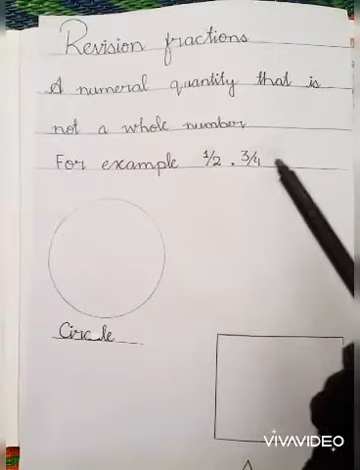 Revision fractions
A numeral quantity that is
not a whole number
For example 1/2 . 3/4
Circle
VIVAVIDEO